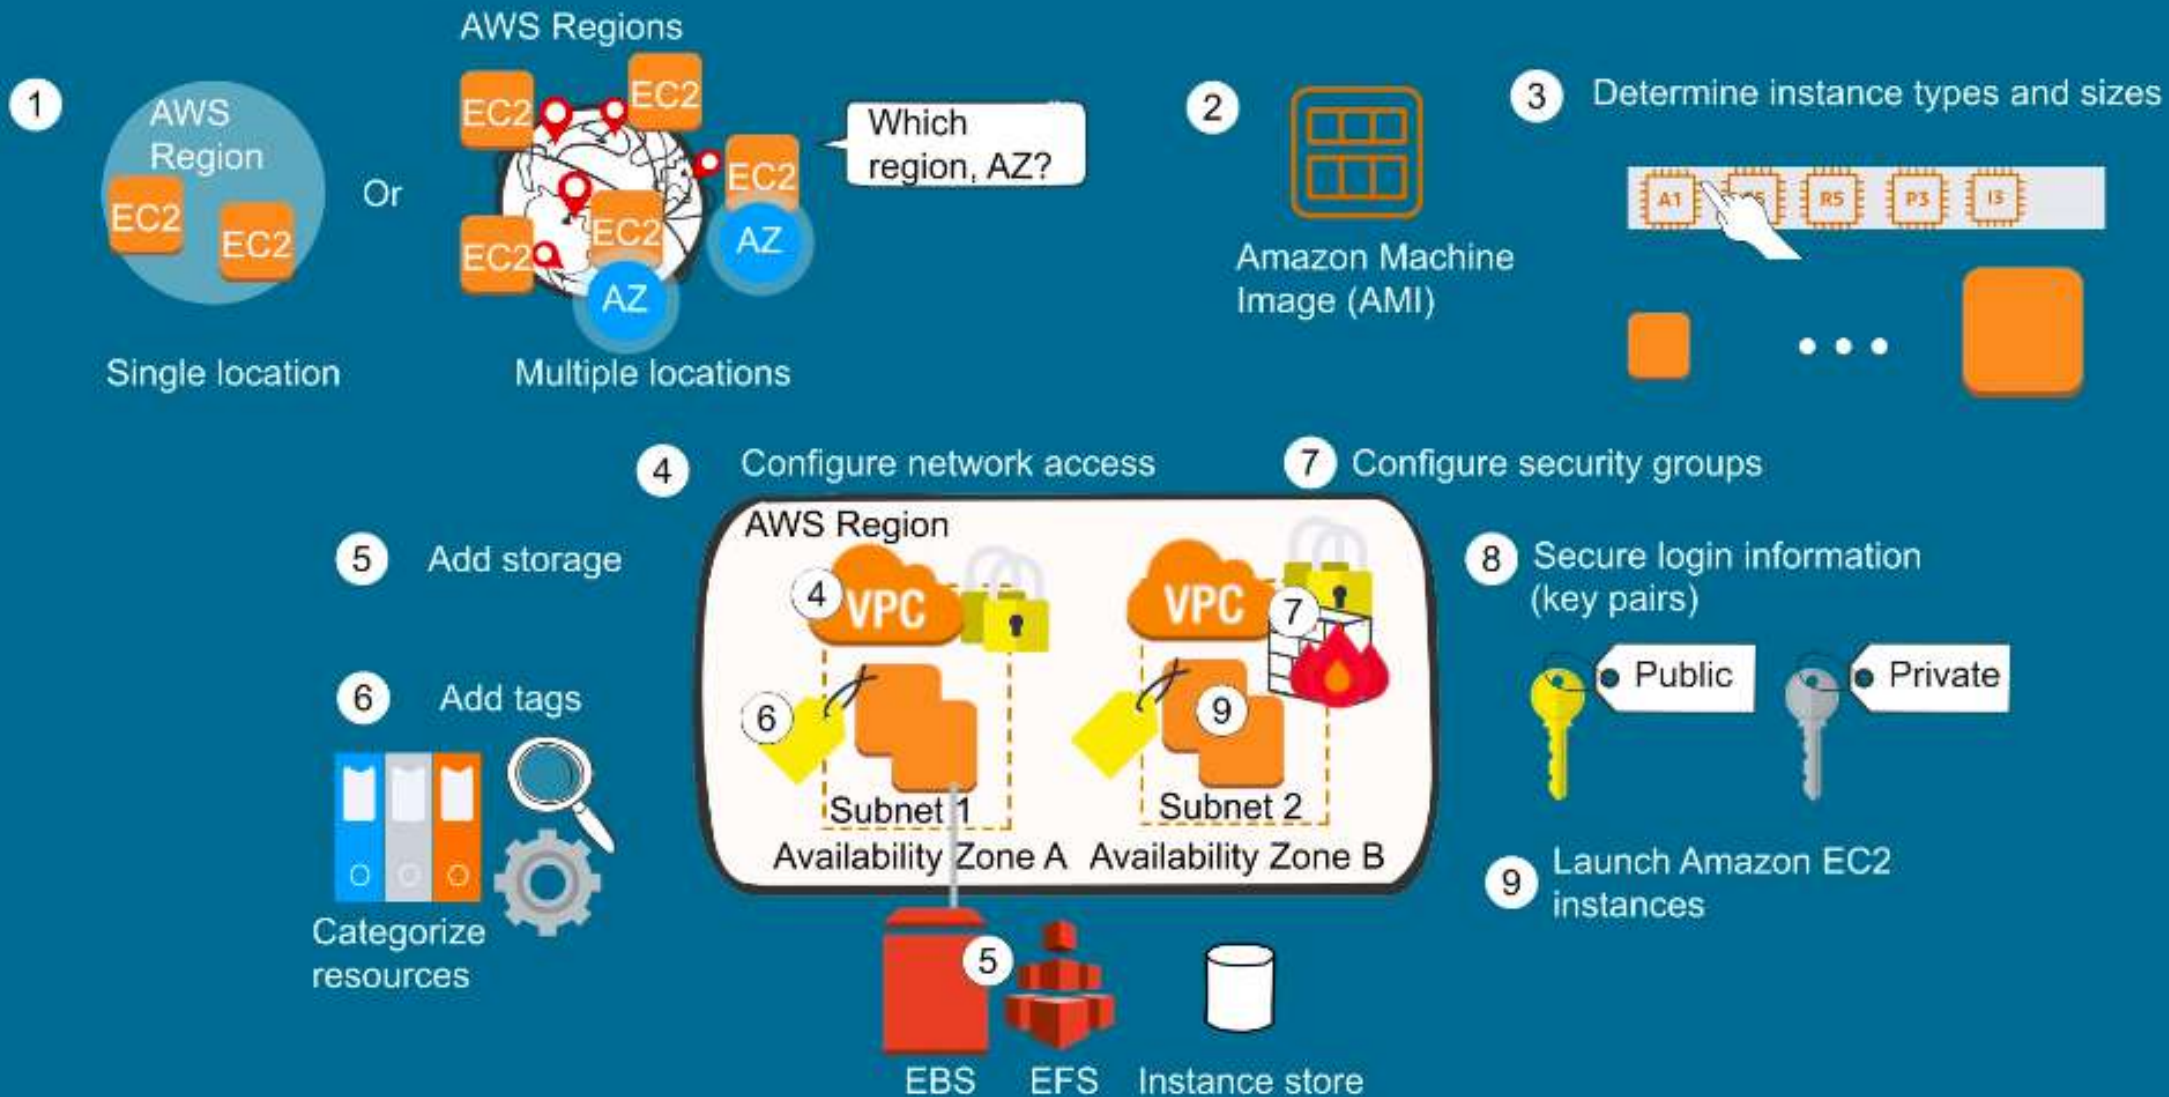 1
AWS
Region
EC2
EC2
Single location
Or
AWS Regions
EC2
EC2
EC2
EC2
EC2
AZ
AZ
Multiple locations
Which
region, AZ?
2
Amazon Machine
Image (AMI)
3
Determine instance types and sizes
A1
R5
P3
I3
4
Configure network access
7
Configure security groups
AWS Region
4
VPC
VPC
7
6
9
Subnet 1
Subnet 2
Availability Zone A
Availability Zone B
5
Add storage
6
Add tags
Categorize
resources
5
EBS
EFS
Instance store
8
Secure login information
(key pairs)
Public
Private
9
Launch Amazon EC2
instances